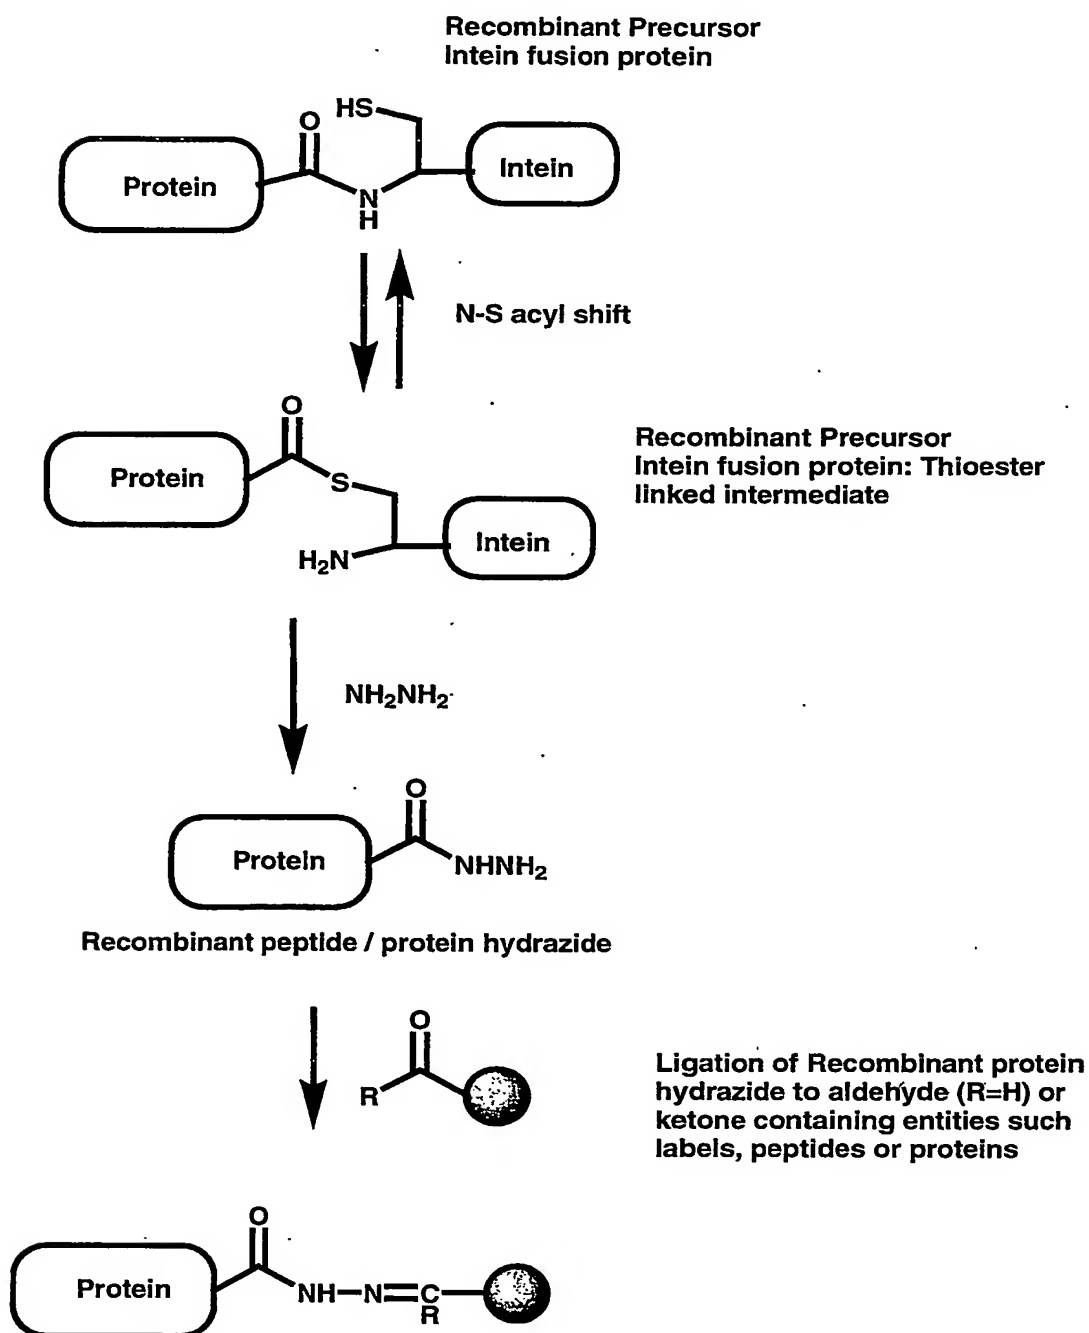 Recombinant Precursor
Intein fusion protein
HS
O
Protein
N
H
Intein
N-S acyl shift
O
Protein
S
H₂N
Intein
Recombinant Precursor
Intein fusion protein: Thioester
linked intermediate
NH₂NH₂
O
Protein
NHNH₂
Recombinant peptide / protein hydrazide
O
R
Ligation of Recombinant protein
hydrazide to aldehyde (R=H) or
ketone containing entities such
labels, peptides or proteins
O
Protein
NH-N=C
R